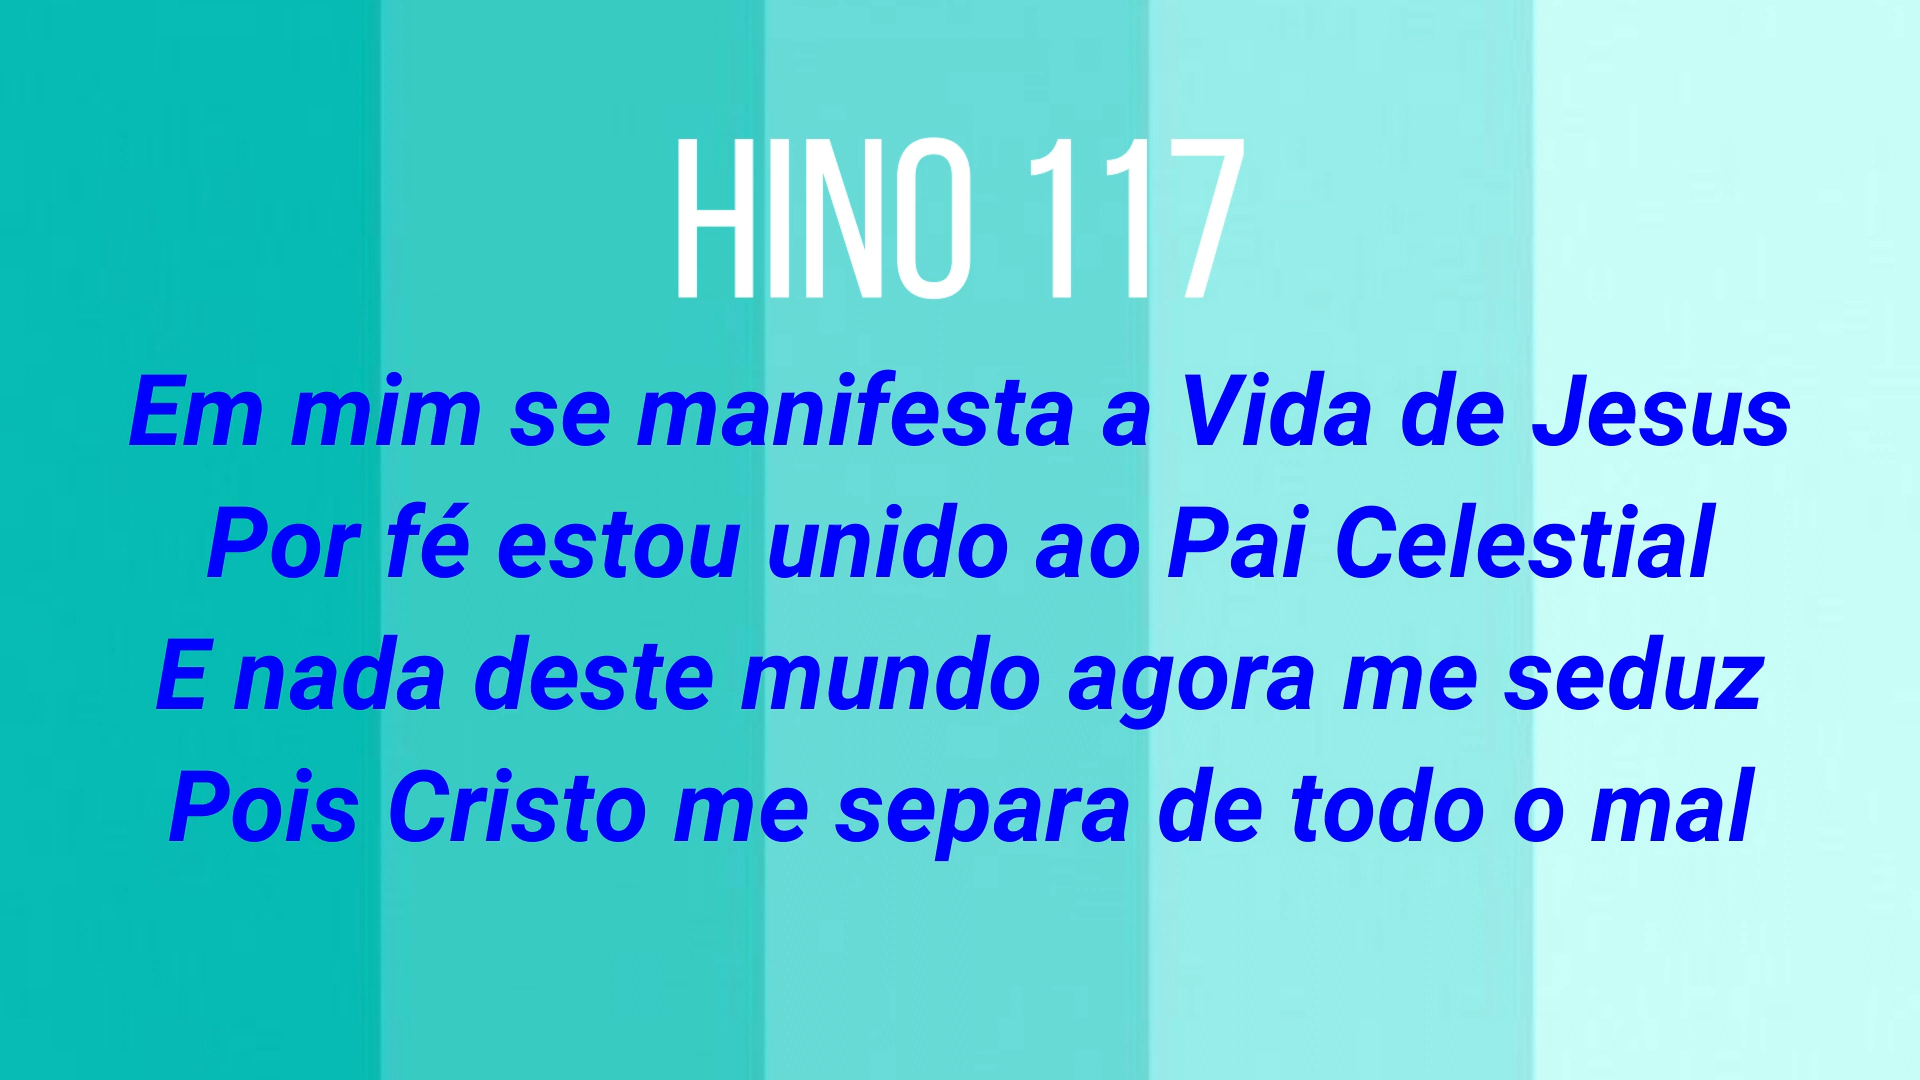 HINO 117
Em mim se manifesta a Vida de Jesus
Por fé estou unido ao Pai Celestial
E nada deste mundo agora me seduz
Pois Cristo me separa de todo o mal